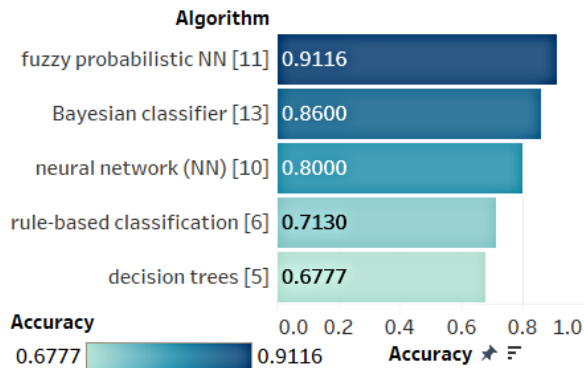 Algorithm
fuzzy probabilistic NN [11] 0.9116
Bayesian classifier [13] 0.8600
neural network (NN) [10] 0.8000
rule-based classification [6] 0.7130
decision trees [5] 0.6777
0.0 0.2 0.4 0.6 0.8 1.0
Accuracy
Accuracy
0.6777 0.9116